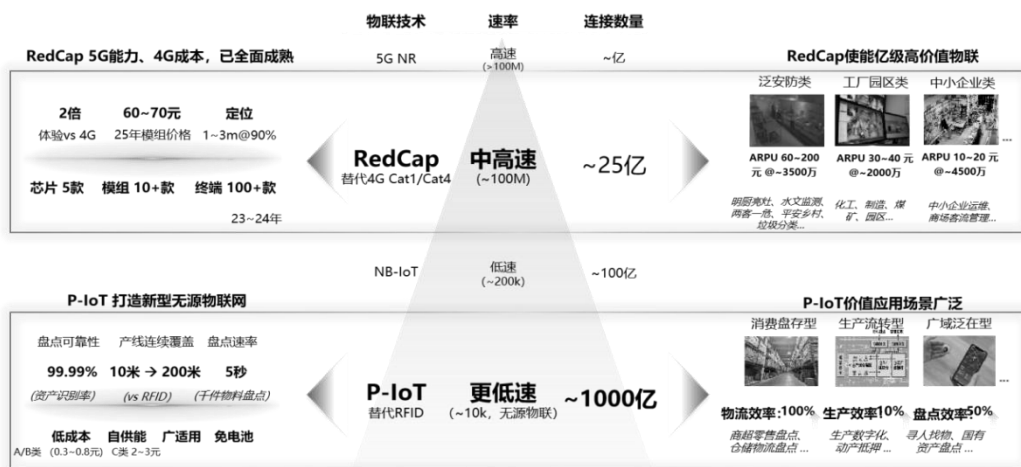 物联技术 速率 连接数量
RedCap 5G能力、4G成本，已全面成熟
5G NR 高速 ~亿
(>100M)
RedCap使能亿级高价值物联
2倍 60~70元 定位
体验vs 4G 25年模组价格 1~3m@90%
芯片 5款 模组 10+款 终端 100+款
23~24年
RedCap 中高速 ~25亿
替代4G Cat1/Cat4 (~100M)
泛安防类 工厂园区类 中小企业类
...
ARPU 60~200 ARPU 30~40 元 ARPU 10~20 元
元 @~3500万 @~2000万 @~4500万
明厨亮灶、水文监测、
两客一危、平安乡村、
垃圾分类...
化工、制造、煤
矿、园区...
中小企业运维、
商场客流管理...
NB-IoT 低速 ~100亿
(~200k)
P-IoT 打造新型无源物联网
盘点可靠性 产线连续覆盖 盘点速率
99.99% 10米 → 200米 5秒
(资产识别率) (vs RFID) (千件物料盘点)
低成本 自供能 广适用 免电池
A/B类 (0.3~0.8元) C类 2~3元
P-IoT 更低速 ~1000亿
替代RFID (~10k，无源物联)
P-IoT价值应用场景广泛
消费盘存型 生产流转型 广域泛在型
...
物流效率:100% 生产效率10% 盘点效率:50%
商超零售盘点、
仓储物流盘点 ...
生产数字化、
动产抵押 ...
寻人找物、国有
资产盘点 ...